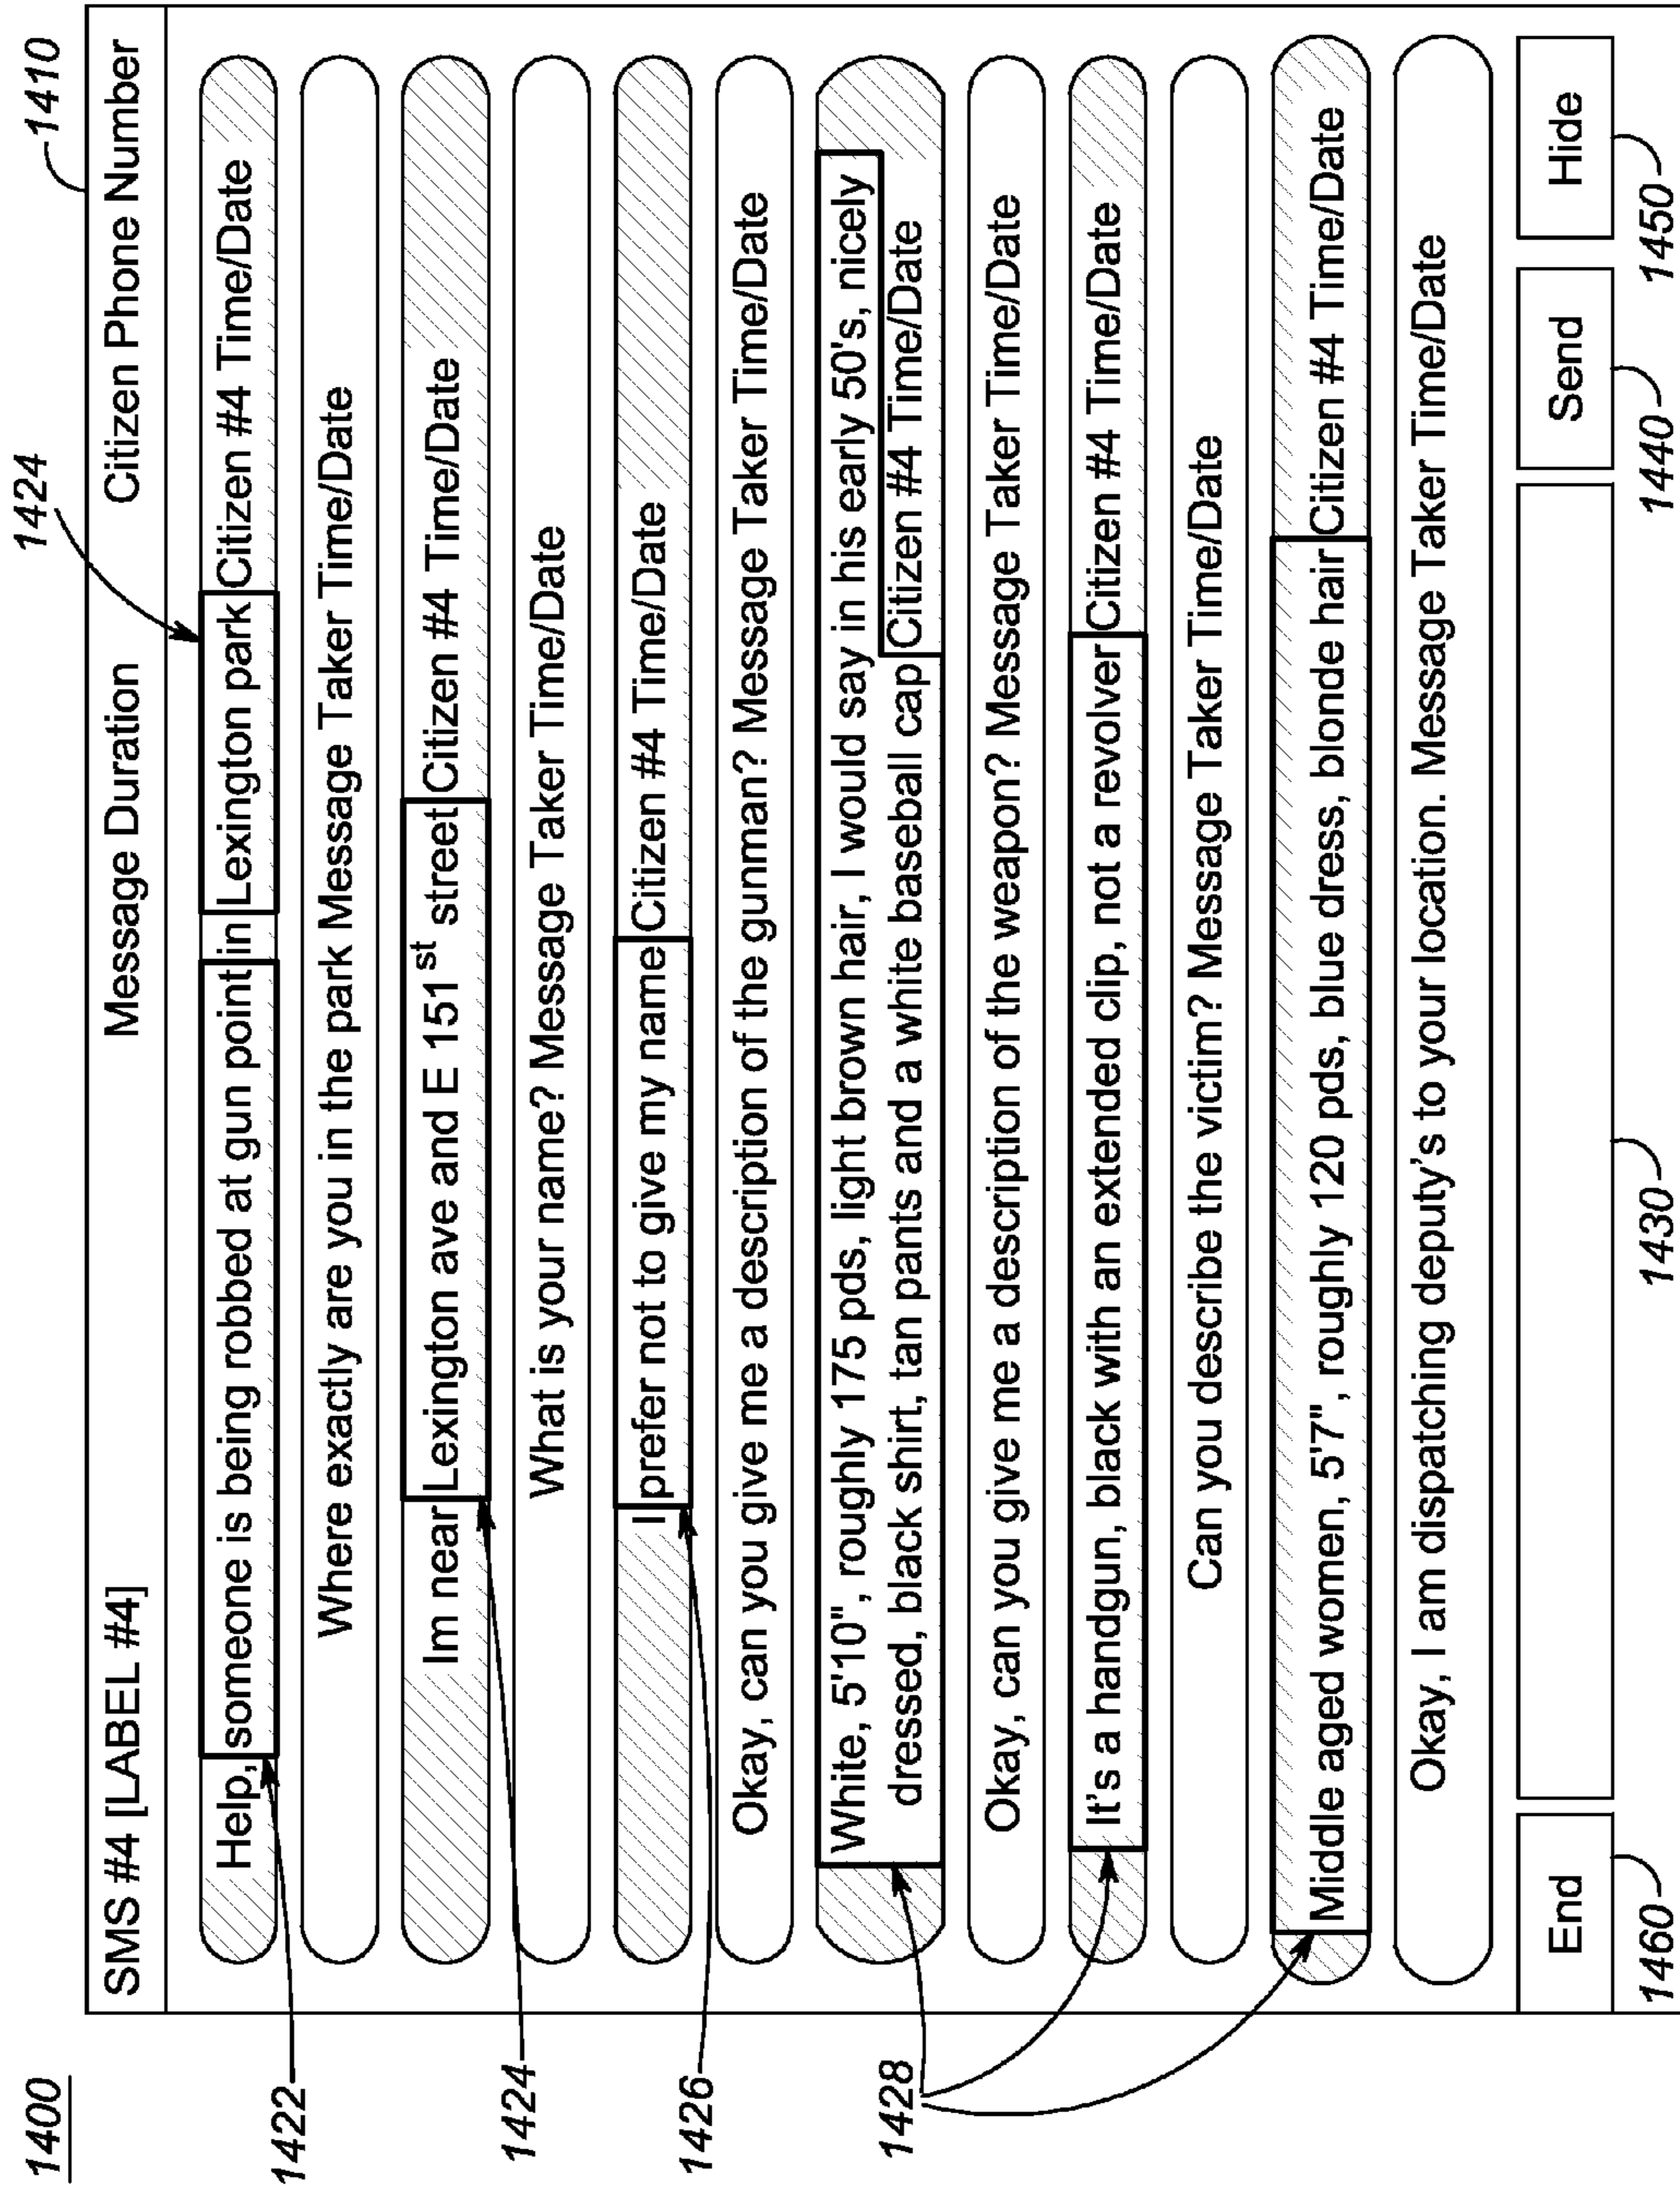 1400
1410
SMS #4 [LABEL #4] Message Duration Citizen Phone Number
1424
Help, someone is being robbed at gun point in Lexington park Citizen #4 Time/Date
1422
Where exactly are you in the park Message Taker Time/Date
Im near Lexington ave and E 151 st street Citizen #4 Time/Date
1424
What is your name? Message Taker Time/Date
I prefer not to give my name Citizen #4 Time/Date
1426
Okay, can you give me a description of the gunman? Message Taker Time/Date
White, 5'10", roughly 175 pds, light brown hair, I would say in his early 50's, nicely
dressed, black shirt, tan pants and a white baseball cap Citizen #4 Time/Date
1428
Okay, can you give me a description of the weapon? Message Taker Time/Date
It's a handgun, black with an extended clip, not a revolver Citizen #4 Time/Date
Can you describe the victim? Message Taker Time/Date
Middle aged women, 5'7", roughly 120 pds, blue dress, blonde hair Citizen #4 Time/Date
Okay, I am dispatching deputy's to your location. Message Taker Time/Date
End Send Hide
1460 1430 1440 1450